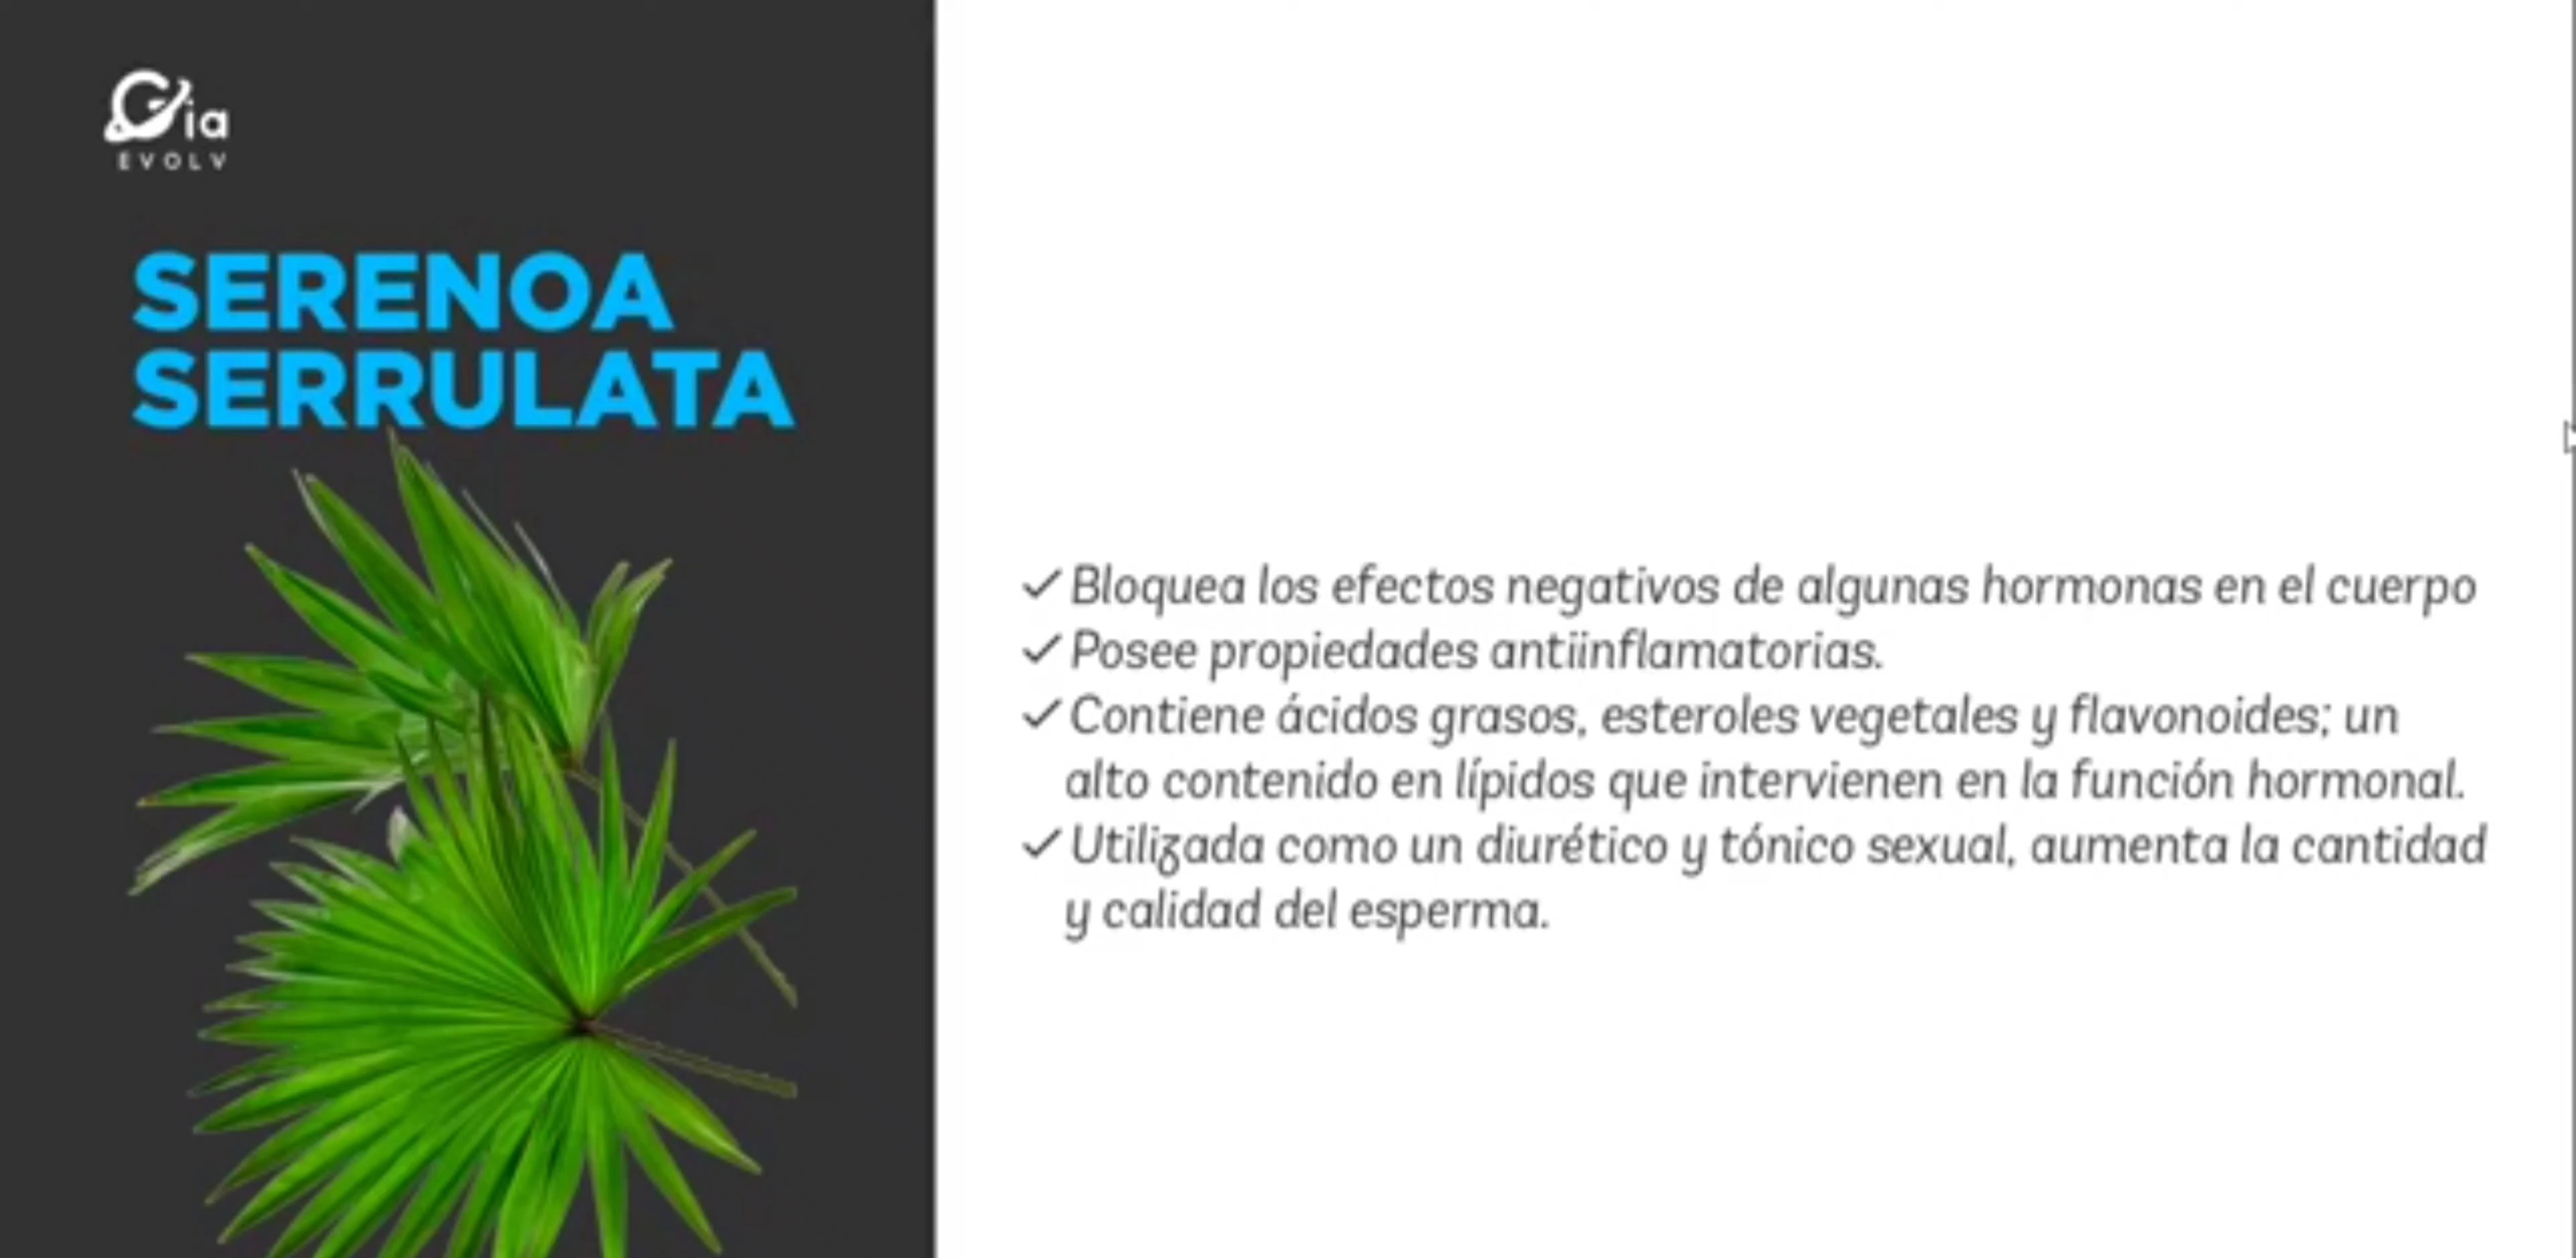 Gia
EVOLV
SERENOA
SERRULATA
✓ Bloquea los efectos negativos de algunas hormonas en el cuerpo
✓ Posee propiedades antiinflamatorias.
✓ Contiene ácidos grasos, esteroles vegetales y flavonoides; un
alto contenido en lípidos que intervienen en la función hormonal.
✓ Utilizada como un diurético y tónico sexual, aumenta la cantidad
y calidad del esperma.